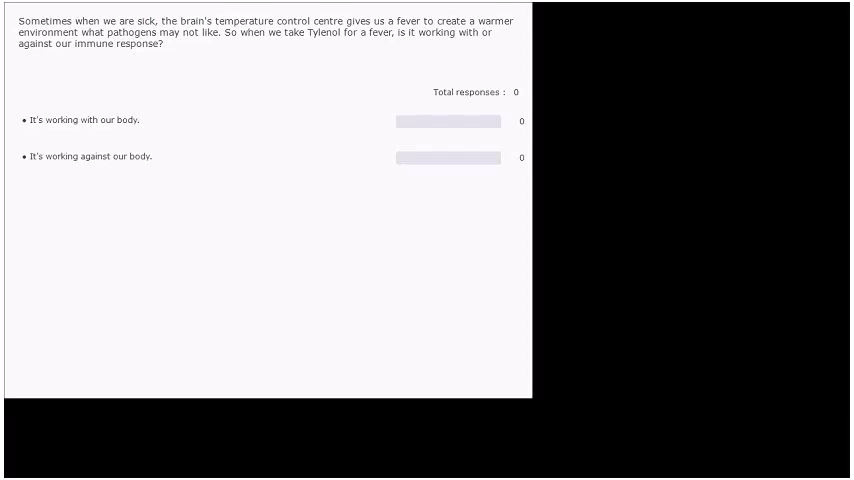 Sometimes when we are sick, the brain's temperature control centre gives us a fever to create a warmer
environment what pathogens may not like. So when we take Tylenol for a fever, is it working with or
against our immune response?
Total responses : 0
• It's working with our body. 0
• It's working against our body. 0